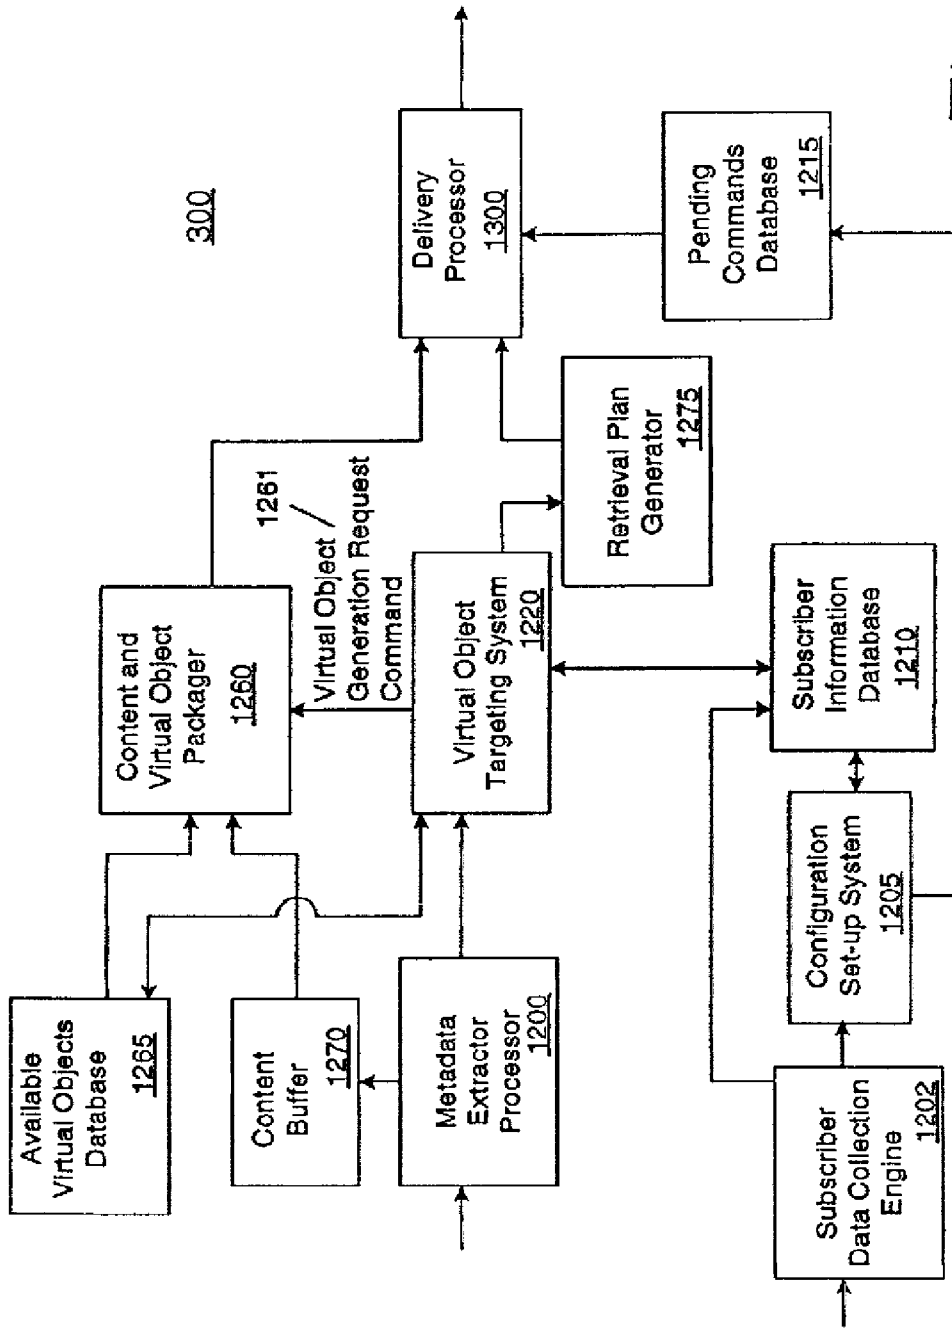 300
Available
Virtual Objects
Database
1265
Content
Buffer
1270
Metadata
Extractor
Processor
1200
Content and
Virtual Object
Packager
1260
1261
Virtual Object
Generation Request
Command
Virtual Object
Targeting System
1220
Retrieval Plan
Generator
1275
Delivery
Processor
1300
Pending
Commands
Database
1215
Subscriber
Data Collection
Engine
1202
Configuration
Set-up System
1205
Subscriber
Information
Database
1210